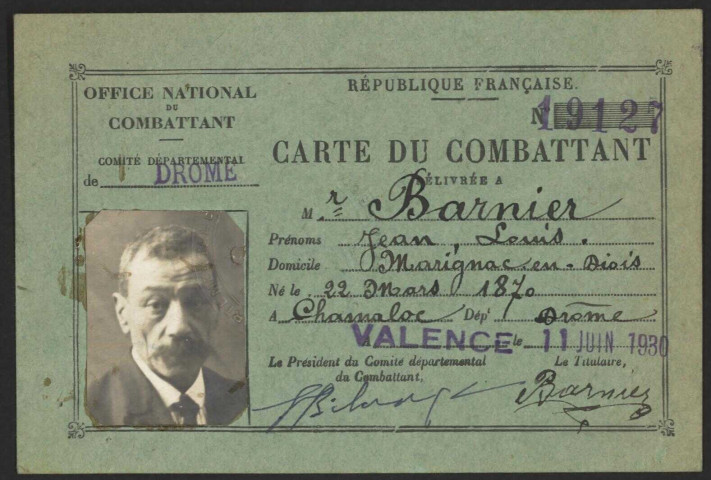 OFFICE NATIONAL
DU
COMBATTANT
COMITÉ DÉPARTEMENTAL
de DROME
RÉPUBLIQUE FRANÇAISE.
N° 19127
CARTE DU COMBATTANT
DÉLIVRÉE A
Mr Barnier
Prénoms Jean, Louis.
Domicile Marignac-en-Diois
Né le 22 Mars 1870
A Chamaloc Dépt Drôme
VALENCE le 11 JUIN 1930
Le Président du Comité départemental
du Combattant,
Le Titulaire,
Barnier